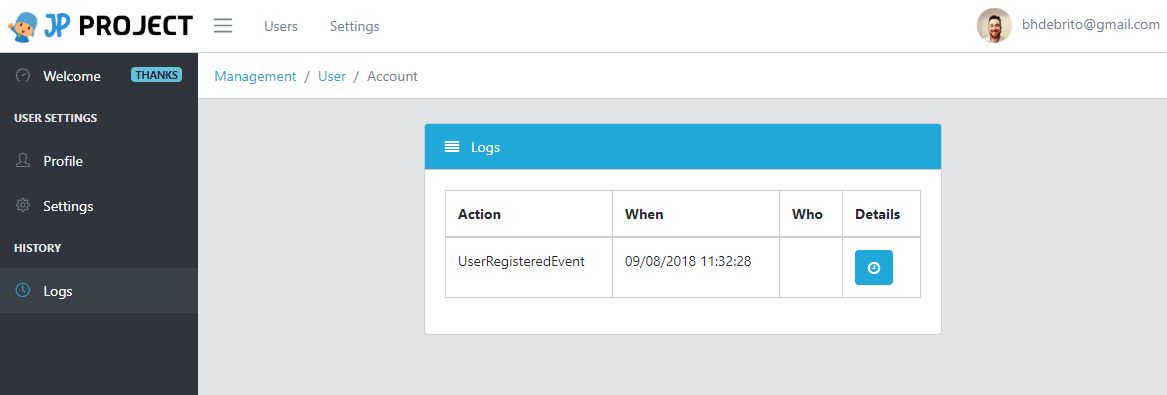 JP PROJECT
Users
Settings
bhdebrito@gmail.com
Welcome
THANKS
USER SETTINGS
Profile
Settings
HISTORY
Logs
Management / User / Account
Logs
Action When Who Details
UserRegisteredEvent 09/08/2018 11:32:28